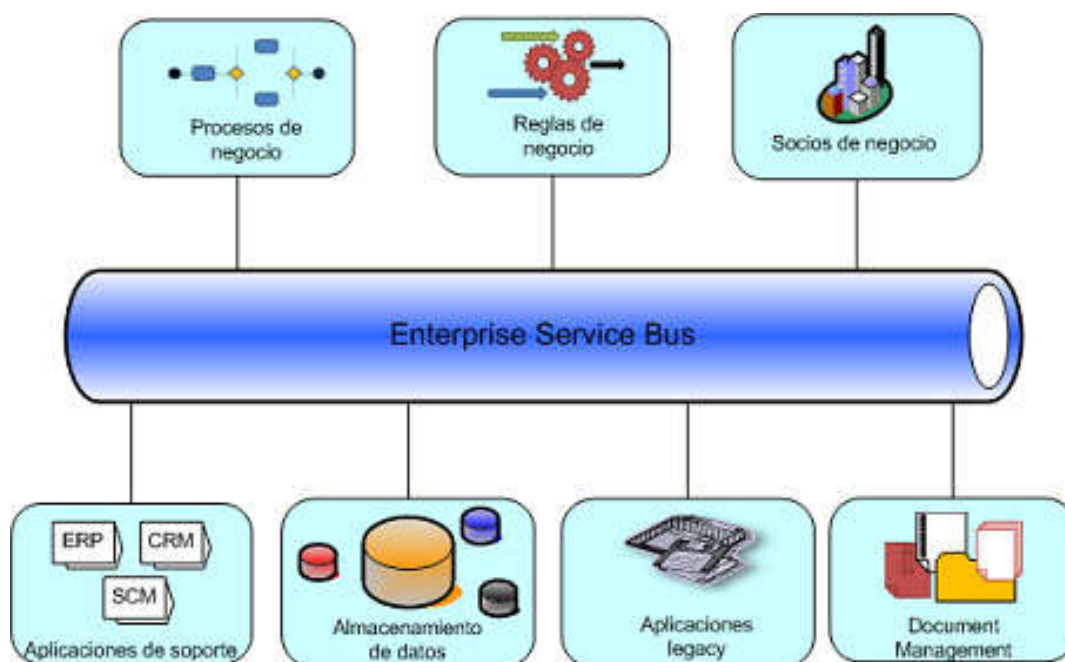 Procesos de
negocio
Reglas de
negocio
Socios de negocio
Enterprise Service Bus
ERP
CRM
SCM
Aplicaciones de soporte
Almacenamiento
de datos
Aplicaciones
legacy
Document
Management